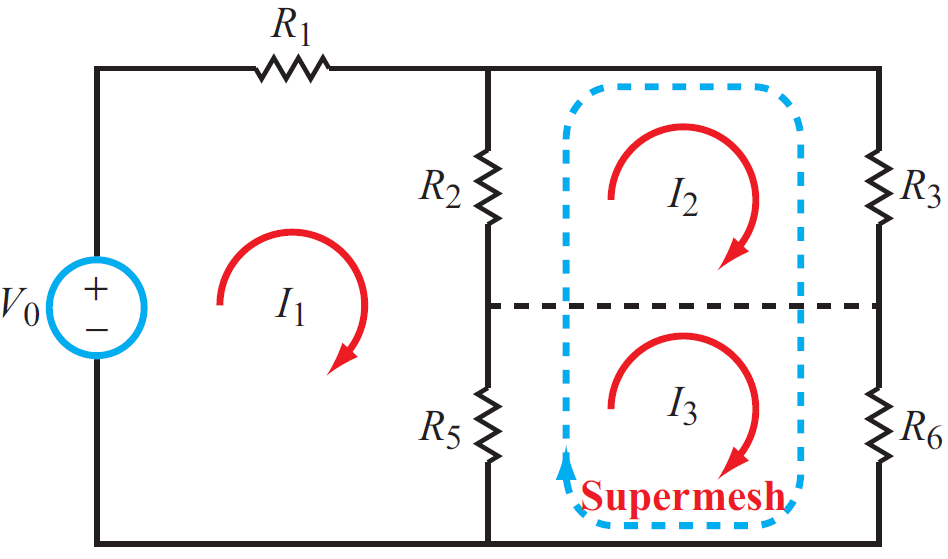 R1
R2
I2
R3
V0
+
−
I1
R5
I3
R6
Supermesh